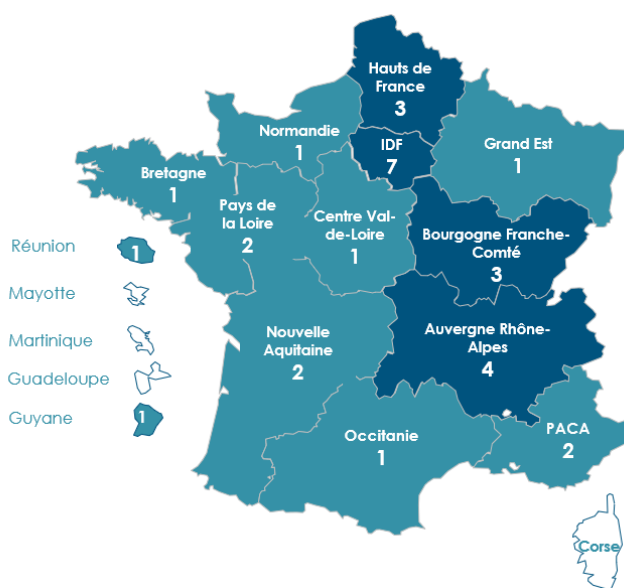 Hauts de
France
3
Normandie
1
IDF
7
Grand Est
1
Bretagne
1
Pays de
la Loire
2
Centre Val-
de-Loire
1
Bourgogne Franche-
Comté
3
Réunion
1
Mayotte
Martinique
Guadeloupe
Guyane
1
Nouvelle
Aquitaine
2
Auvergne Rhône-
Alpes
4
Occitanie
1
PACA
2
Corse